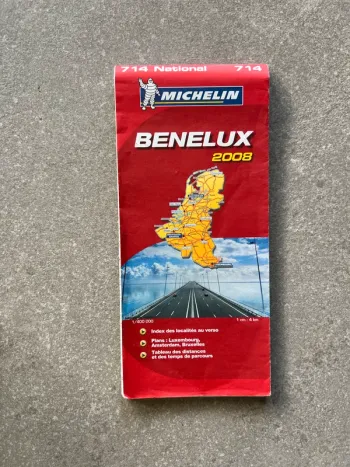 714 National 714
MICHELIN
BENELUX
2008
1/400 000 1 cm : 4 km
Index des localités au verso
Plans : Luxembourg,
Amsterdam, Bruxelles
Tableau des distances
et des temps de parcours